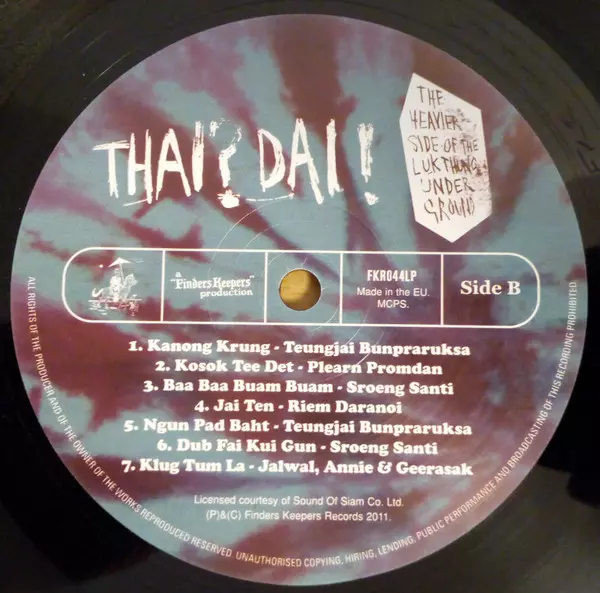 THAI? DAI!
THE
HEAVIER
SIDE OF THE
LUK THUNG
UNDER
GROUND
a
"Finders Keepers"
production
FKR044LP
Made in the EU.
MCPS.
Side B
1. Kanong Krung - Teungjai Bunpraruksa
2. Kosok Tee Det - Plearn Promdan
3. Baa Baa Buam Buam - Sroeng Santi
4. Jai Ten - Riem Daranoi
5. Ngun Pad Baht - Teungjai Bunpraruksa
6. Dub Fai Kui Gun - Sroeng Santi
7. Klug Tum La - Jalwal, Annie & Geerasak
Licensed courtesy of Sound Of Siam Co. Ltd.
(P)&(C) Finders Keepers Records 2011.
ALL RIGHTS OF THE PRODUCER AND OF THE OWNER OF THE WORKS REPRODUCED RESERVED. UNAUTHORISED COPYING, HIRING, LENDING, PUBLIC PERFORMANCE AND BROADCASTING OF THIS RECORDING PROHIBITED.